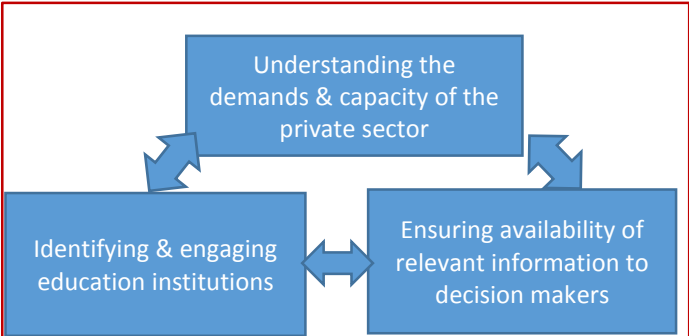 Understanding the
demands & capacity of the
private sector
Identifying & engaging
education institutions
Ensuring availability of
relevant information to
decision makers